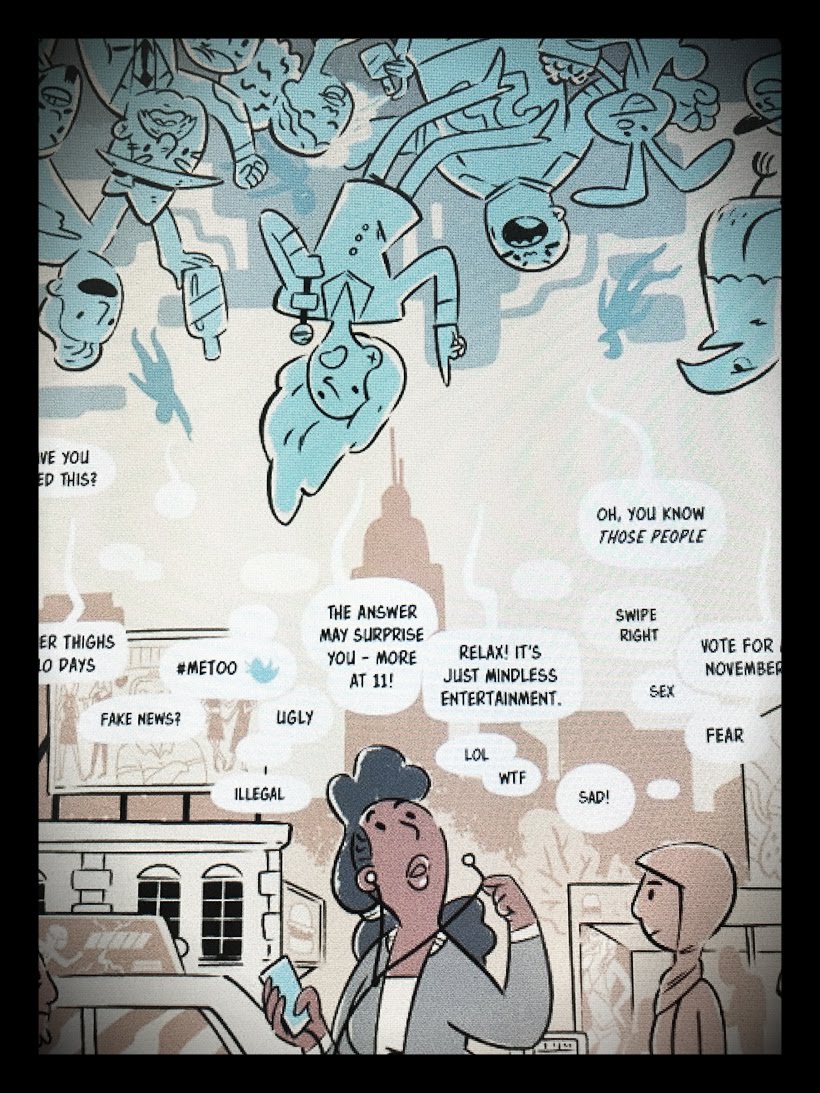 VE YOU
ED THIS?
OH, YOU KNOW
THOSE PEOPLE
THE ANSWER
MAY SURPRISE
YOU - MORE
AT 11!
SWIPE
RIGHT
ER THIGHS
10 DAYS
#METOO
RELAX! IT'S
JUST MINDLESS
ENTERTAINMENT.
VOTE FOR
NOVEMBER
SEX
FAKE NEWS?
UGLY
FEAR
LOL
WTF
ILLEGAL
SAD!